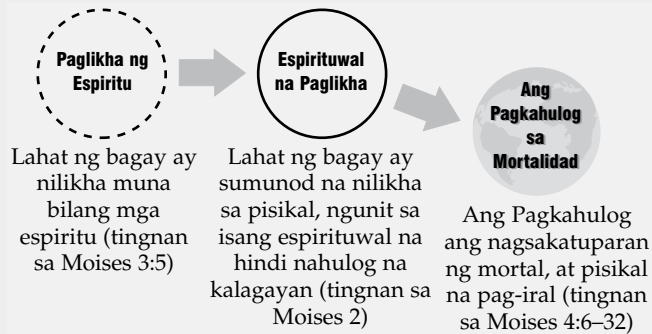 Paglikha ng
Espiritu
Lahat ng bagay ay
nilikha muna
bilang mga
espiritu (tingnan
sa Moises 3:5)
Espirituwal
na Paglikha
Lahat ng bagay ay
sumunod na nilikha
sa pisikal, ngunit sa
isang espirituwal na
hindi nahulog na
kalagayan (tingnan sa
Moises 2)
Ang
Pagkahulog
sa
Mortalidad
Ang Pagkahulog
ang nagsakatuparan
ng mortal, at pisikal
na pag-iral (tingnan
sa Moises 4:6–32)